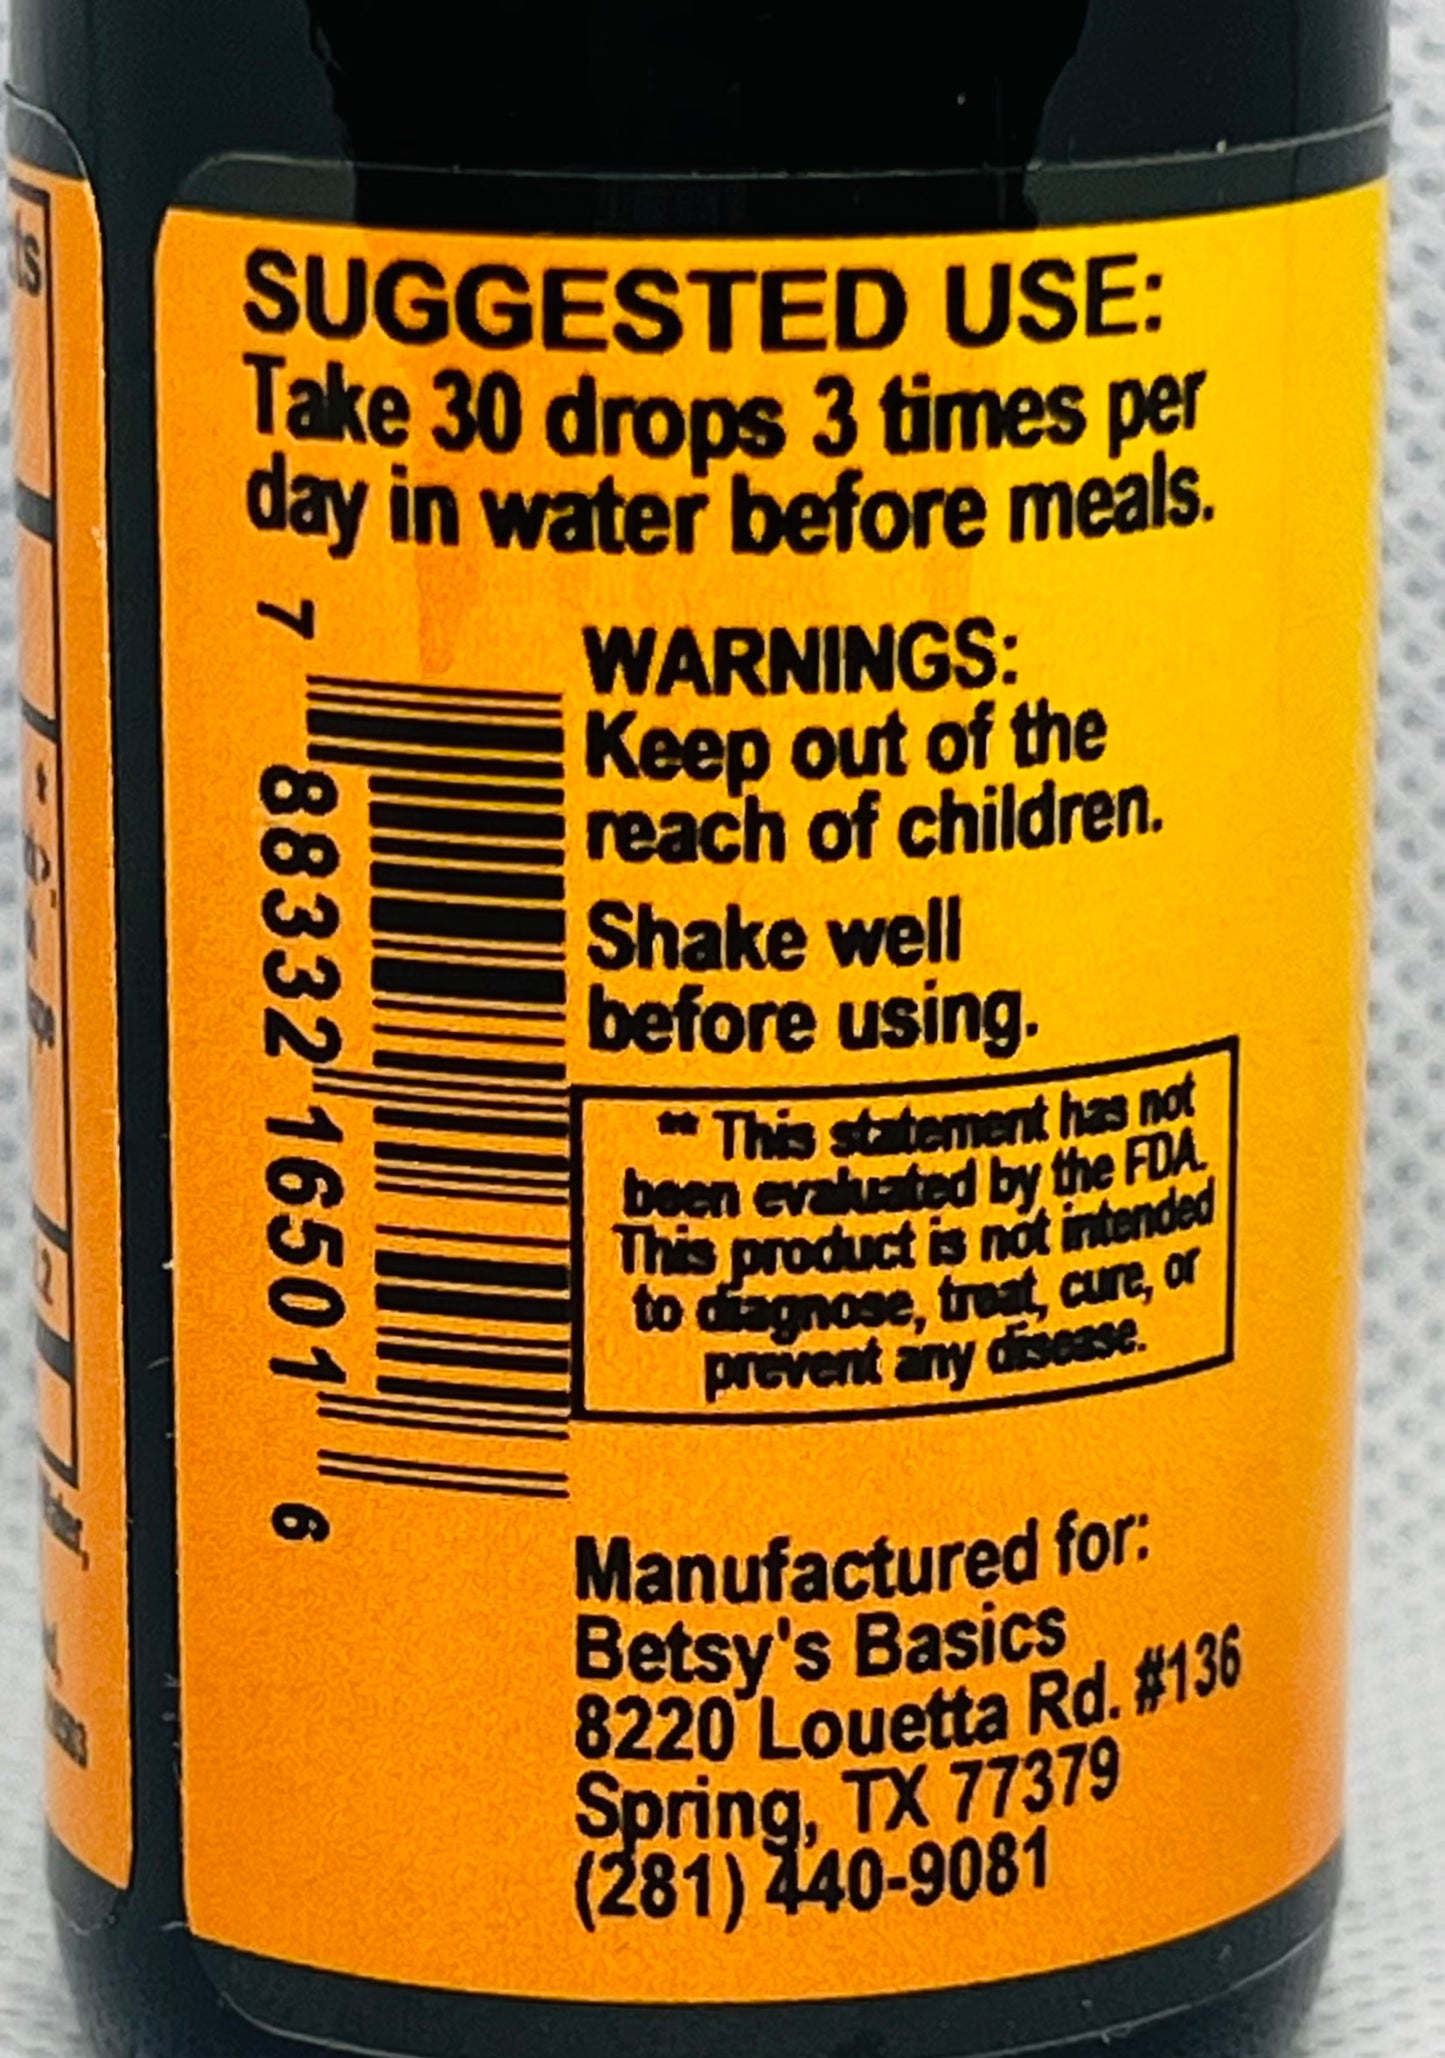 SUGGESTED USE:
Take 30 drops 3 times per
day in water before meals.
7 88332 16501 6
WARNINGS:
Keep out of the
reach of children.
Shake well
before using.
** This statement has not
been evaluated by the FDA.
This product is not intended
to diagnose, treat, cure, or
prevent any disease.
Manufactured for:
Betsy's Basics
8220 Louetta Rd. #136
Spring, TX 77379
(281) 440-9081